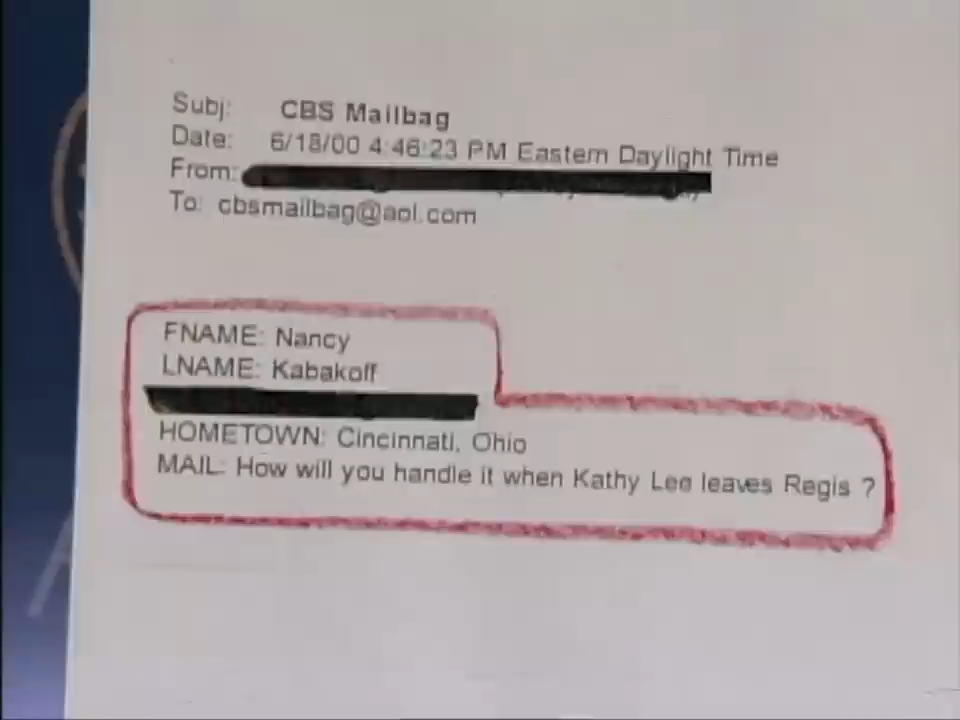 Subj: CBS Mailbag
Date: 6/18/00 4:46:23 PM Eastern Daylight Time
From:
To: cbsmailbag@aol.com
FNAME: Nancy
LNAME: Kabakoff
HOMETOWN: Cincinnati, Ohio
MAIL: How will you handle it when Kathy Lee leaves Regis ?